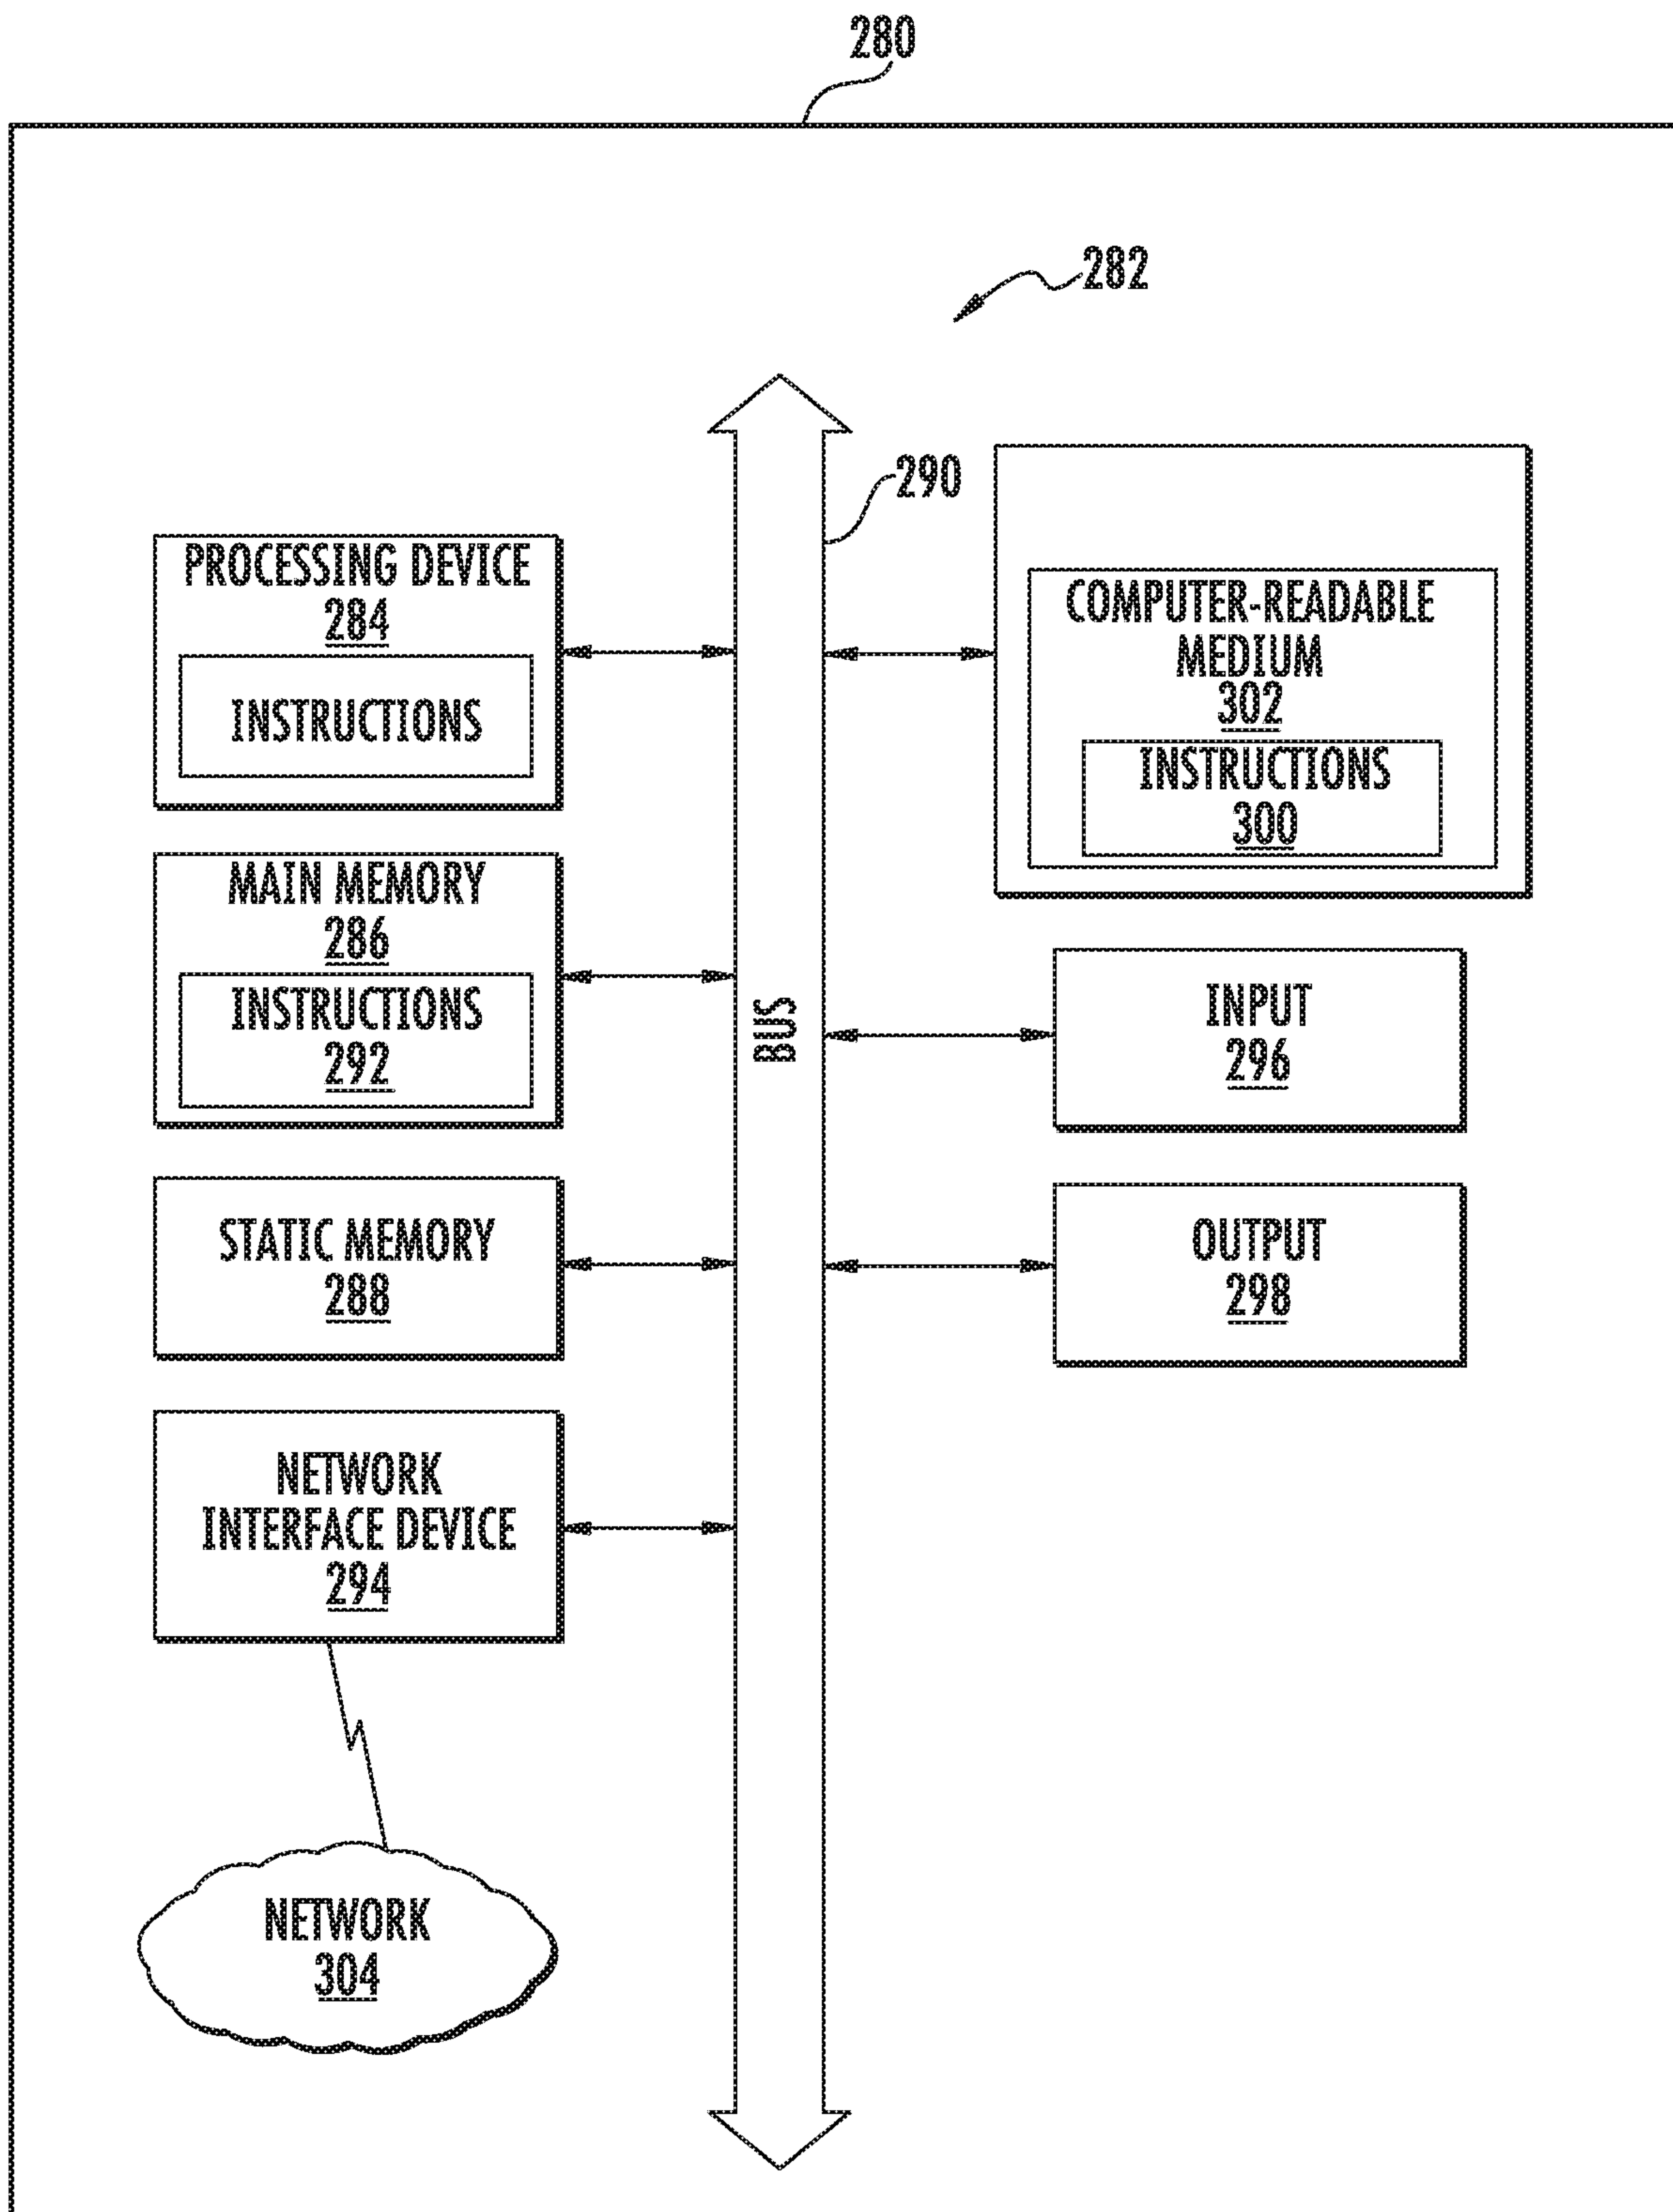 280
282
290
PROCESSING DEVICE
284
INSTRUCTIONS
MAIN MEMORY
286
INSTRUCTIONS
292
STATIC MEMORY
288
NETWORK
INTERFACE DEVICE
294
NETWORK
304
BUS
COMPUTER-READABLE
MEDIUM
302
INSTRUCTIONS
300
INPUT
296
OUTPUT
298